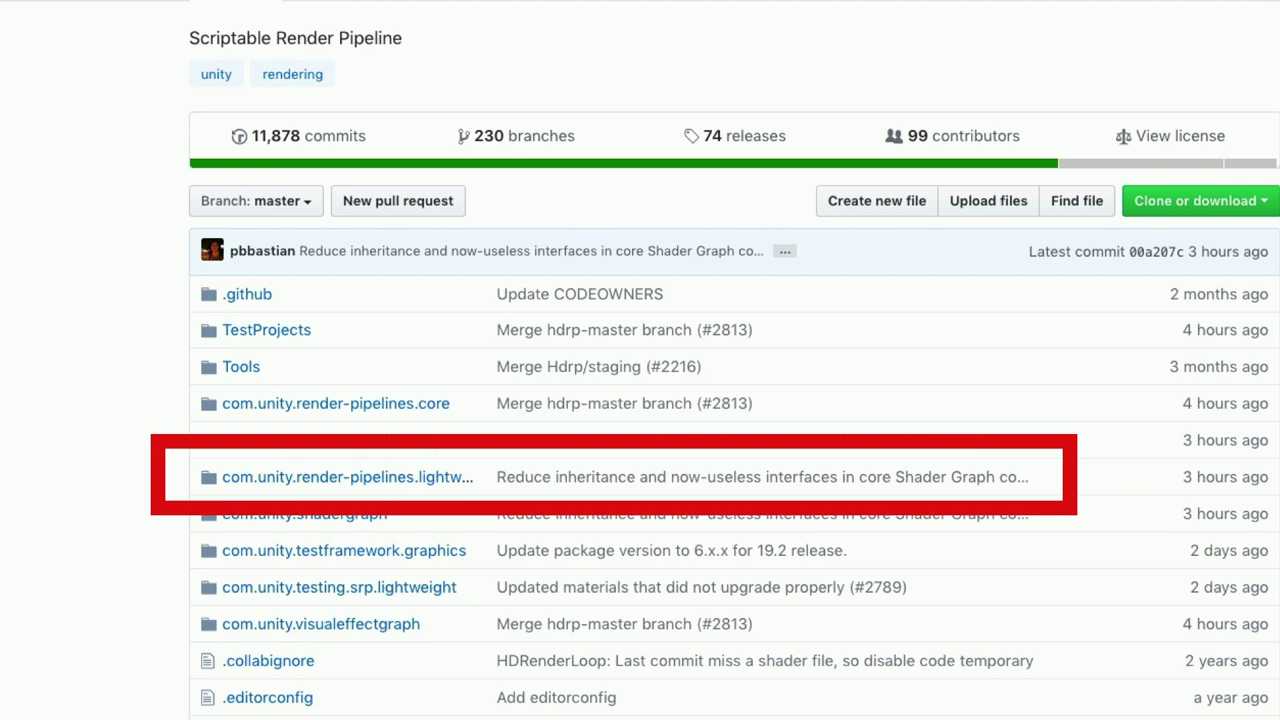 Scriptable Render Pipeline
unity rendering
11,878 commits 230 branches 74 releases 99 contributors View license
Branch: master New pull request Create new file Upload files Find file Clone or download
pbbastian Reduce inheritance and now-useless interfaces in core Shader Graph co... ... Latest commit 00a207c 3 hours ago
.github Update CODEOWNERS 2 months ago
TestProjects Merge hdrp-master branch (#2813) 4 hours ago
Tools Merge Hdrp/staging (#2216) 3 months ago
com.unity.render-pipelines.core Merge hdrp-master branch (#2813) 4 hours ago
3 hours ago
com.unity.render-pipelines.lightw... Reduce inheritance and now-useless interfaces in core Shader Graph co... 3 hours ago
com.unity.shadergraph Reduce inheritance and now-useless interfaces in core Shader Graph co... 3 hours ago
com.unity.testframework.graphics Update package version to 6.x.x for 19.2 release. 2 days ago
com.unity.testing.srp.lightweight Updated materials that did not upgrade properly (#2789) 2 days ago
com.unity.visualeffectgraph Merge hdrp-master branch (#2813) 4 hours ago
.collabignore HDRenderLoop: Last commit miss a shader file, so disable code temporary 2 years ago
.editorconfig Add editorconfig a year ago